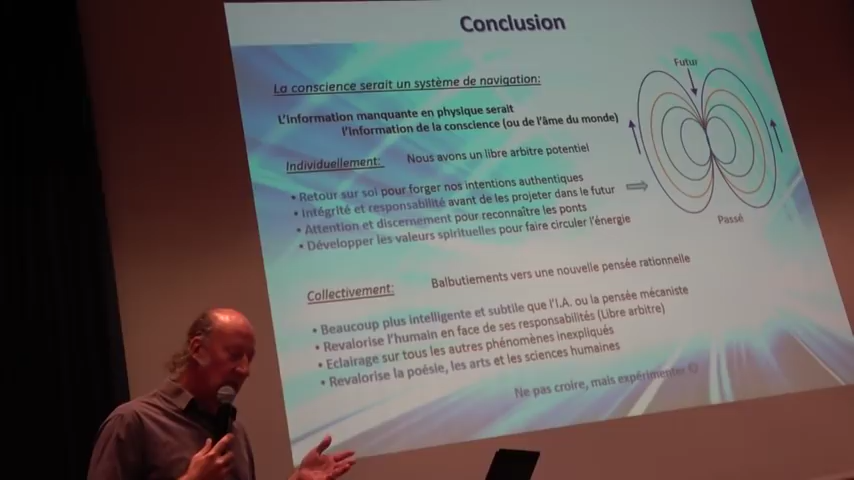 Conclusion
Futur
La conscience serait un système de navigation:
L'information manquante en physique serait
l'information de la conscience (ou de l'âme du monde)
Individuellement: Nous avons un libre arbitre potentiel
• Retour sur soi pour forger nos intentions authentiques
• Intégrité et responsabilité avant de les projeter dans le futur
• Attention et discernement pour reconnaître les ponts
• Développer les valeurs spirituelles pour faire circuler l'énergie
Passé
Collectivement: Balbutiements vers une nouvelle pensée rationnelle
• Beaucoup plus intelligente et subtile que l'I.A. ou la pensée mécaniste
• Revalorise l'humain en face de ses responsabilités (Libre arbitre)
• Eclairage sur tous les autres phénomènes inexpliqués
• Revalorise la poésie, les arts et les sciences humaines
Ne pas croire, mais expérimenter ☺